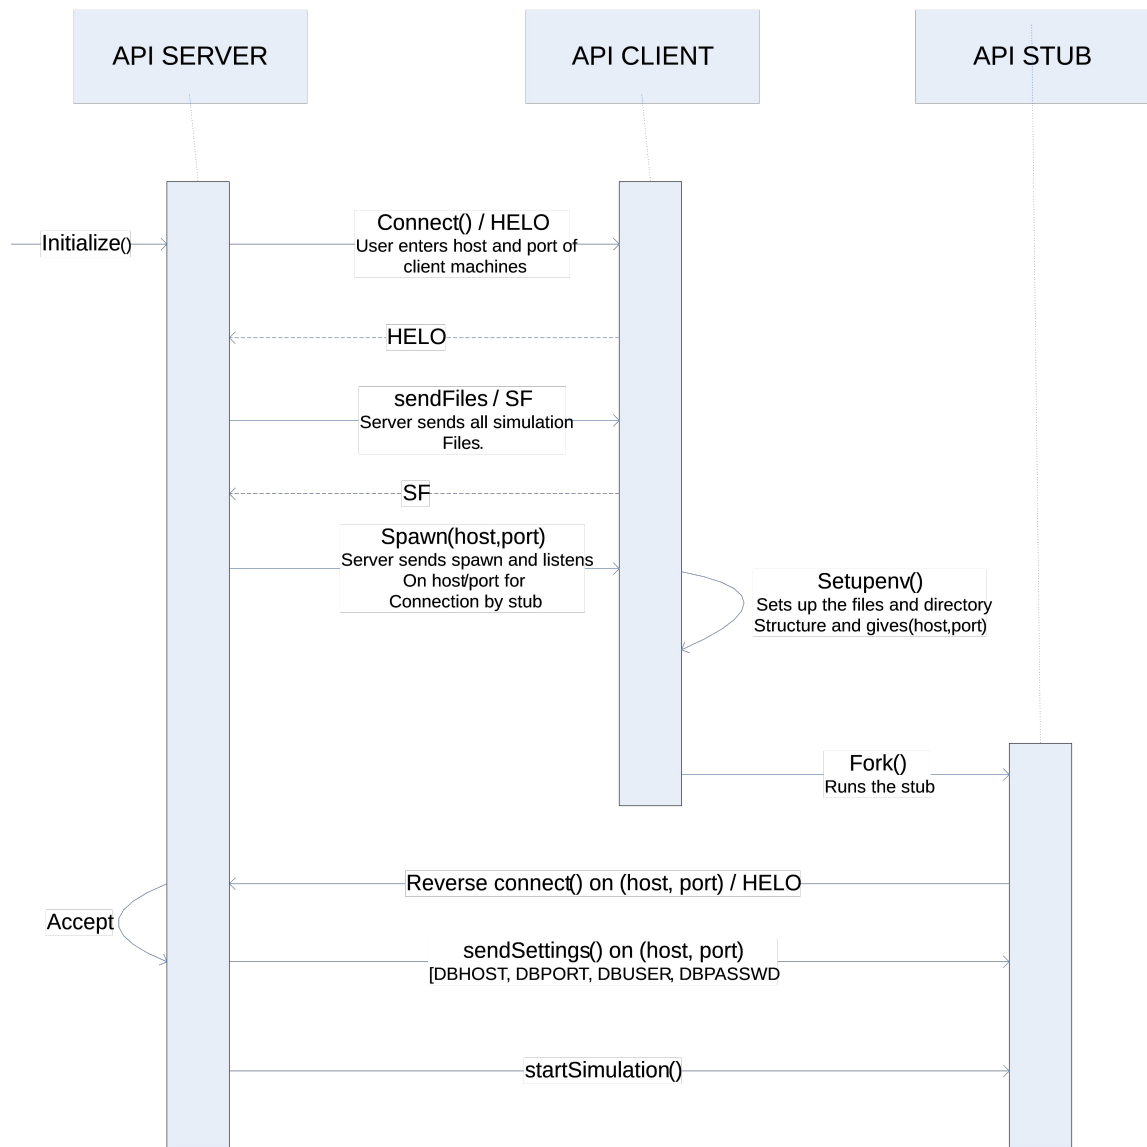 API SERVER
API CLIENT
API STUB
Initialize()
Connect() / HELO
User enters host and port of
client machines
HELO
sendFiles / SF
Server sends all simulation
Files.
SF
Spawn(host,port)
Server sends spawn and listens
On host/port for
Connection by stub
Setupenv()
Sets up the files and directory
Structure and gives(host,port)
Fork()
Runs the stub
Reverse connect() on (host, port) / HELO
Accept
sendSettings() on (host, port)
[DBHOST, DBPORT, DBUSER, DBPASSWD
startSimulation()